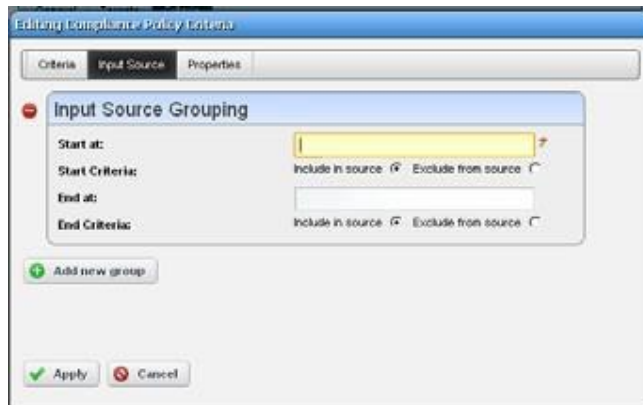 Editing Compliance Policy Criteria
Criteria Input Source Properties
Input Source Grouping
Start at:
Start Criteria: Include in source Exclude from source
End at:
End Criteria: Include in source Exclude from source
Add new group
Apply Cancel